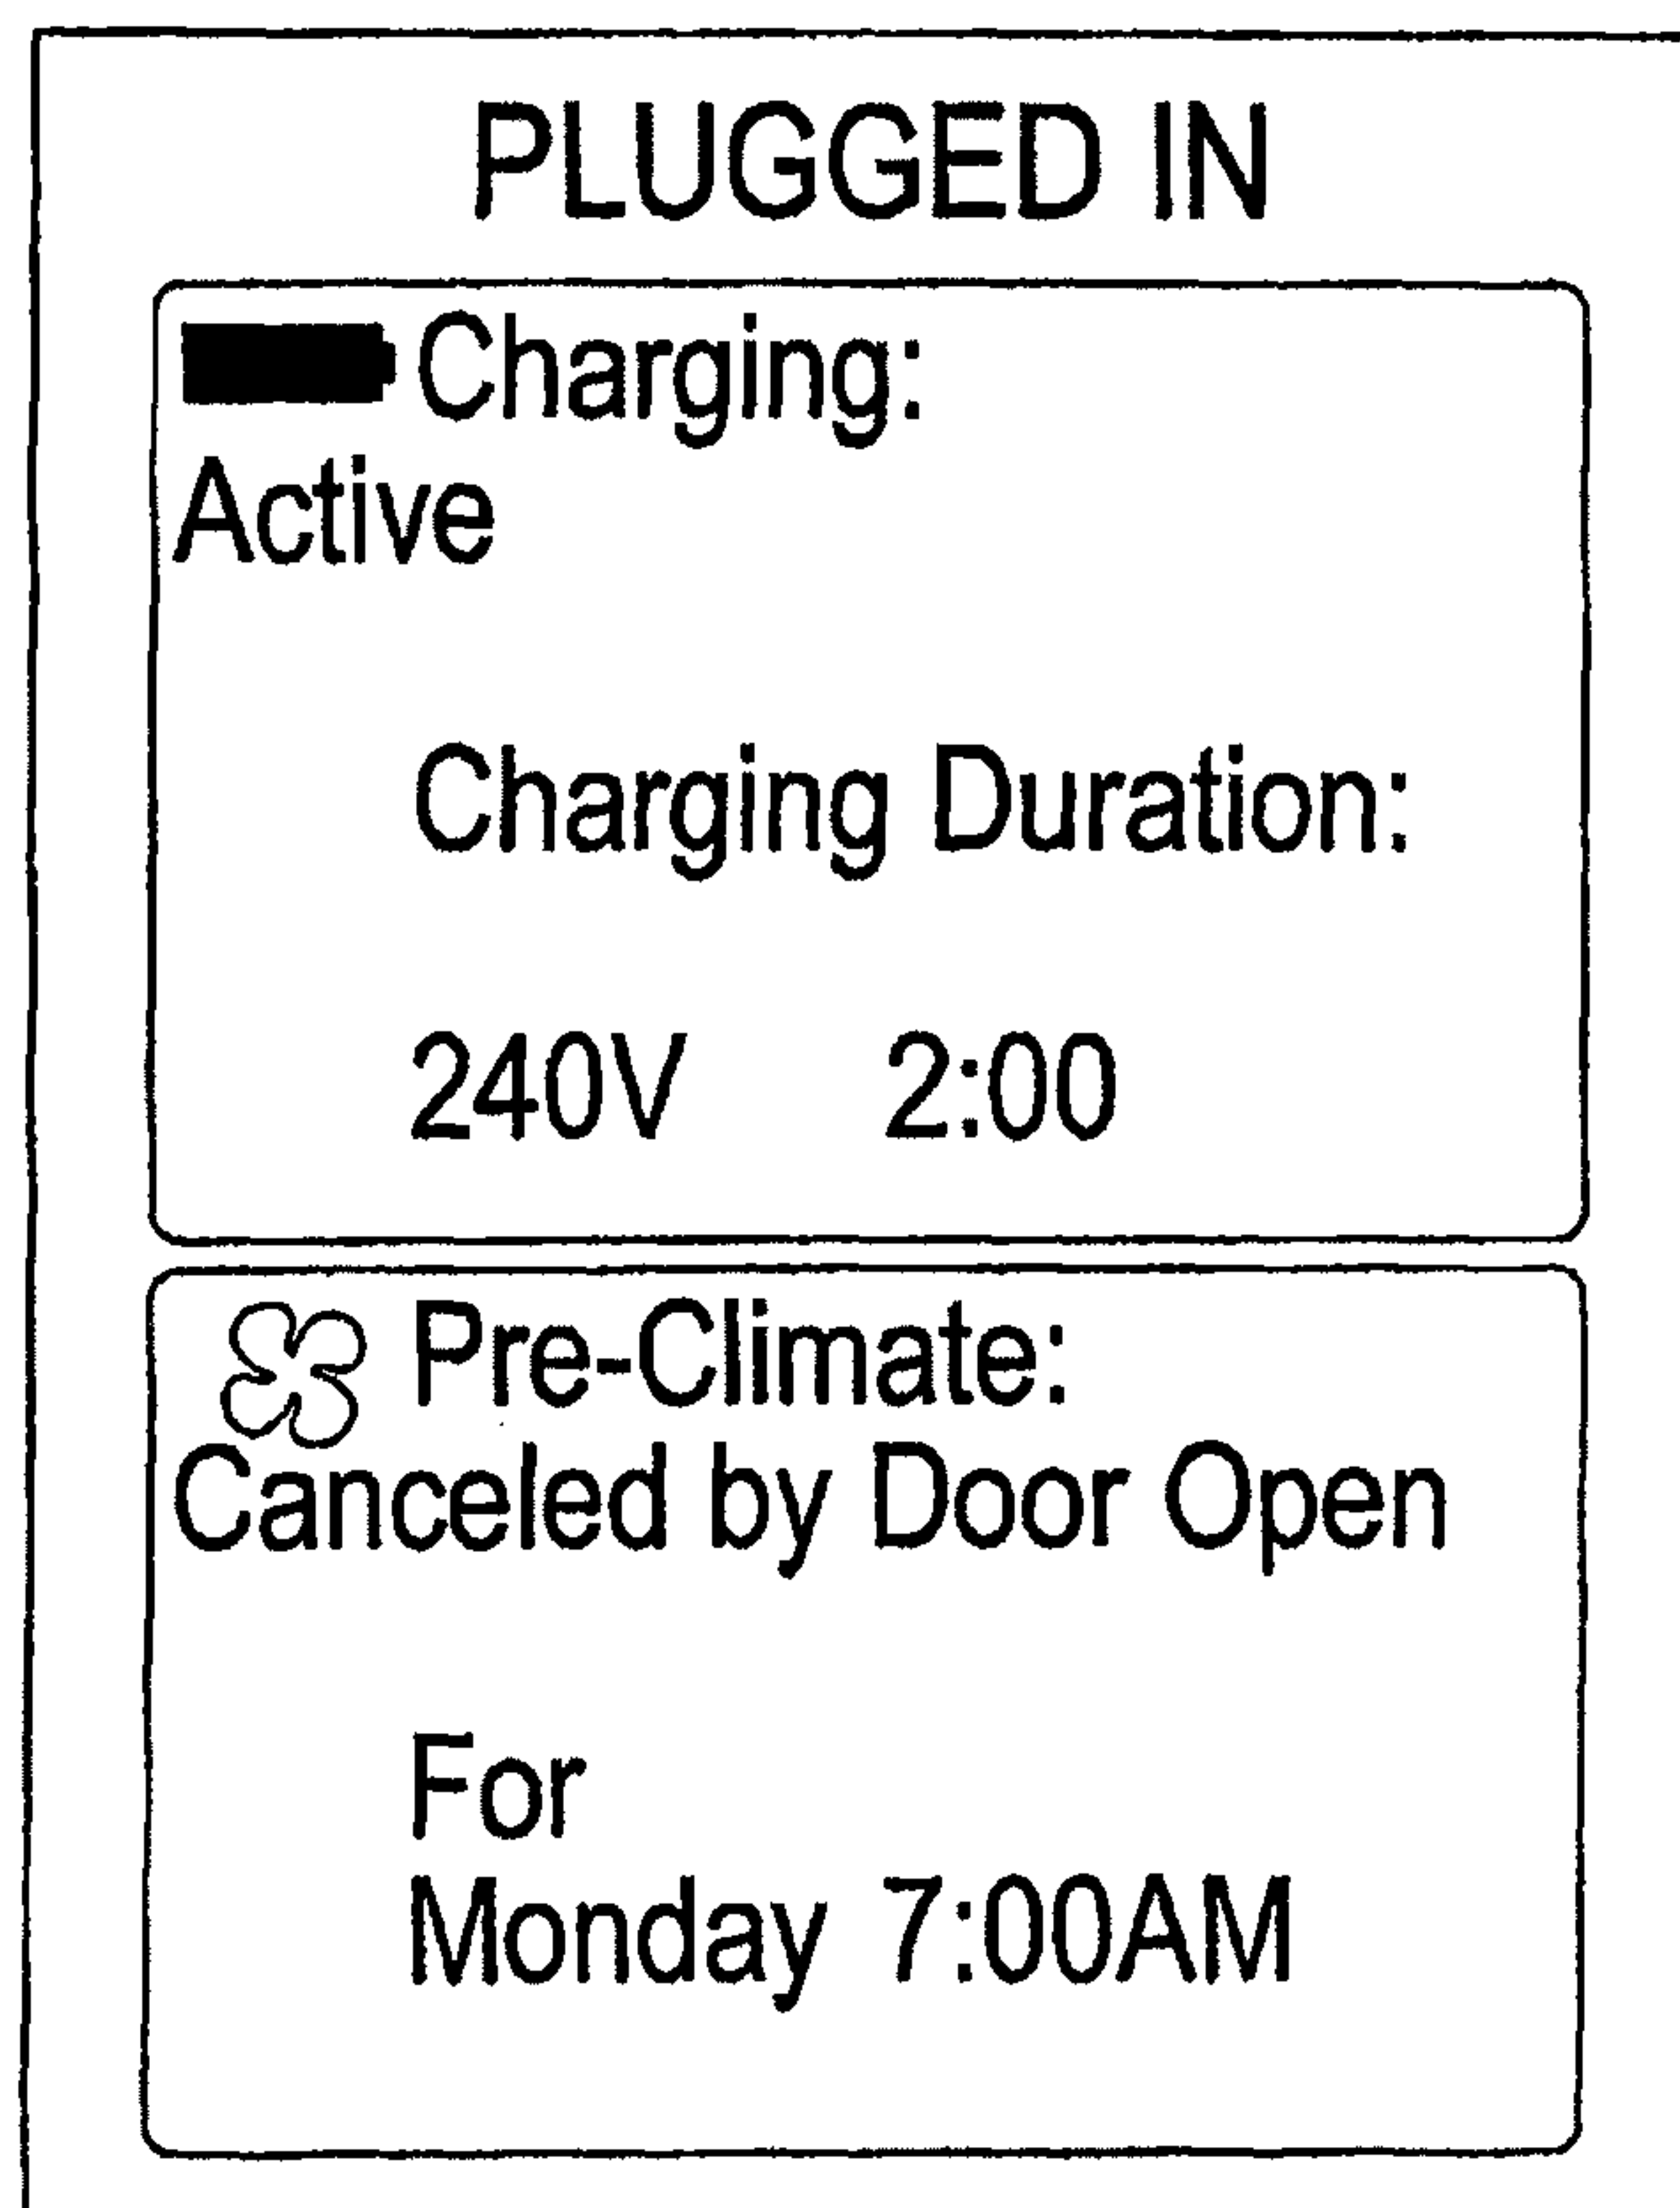 PLUGGED IN
Charging:
Active
Charging Duration:
240V 2:00
Pre-Climate:
Canceled by Door Open
For
Monday 7:00AM